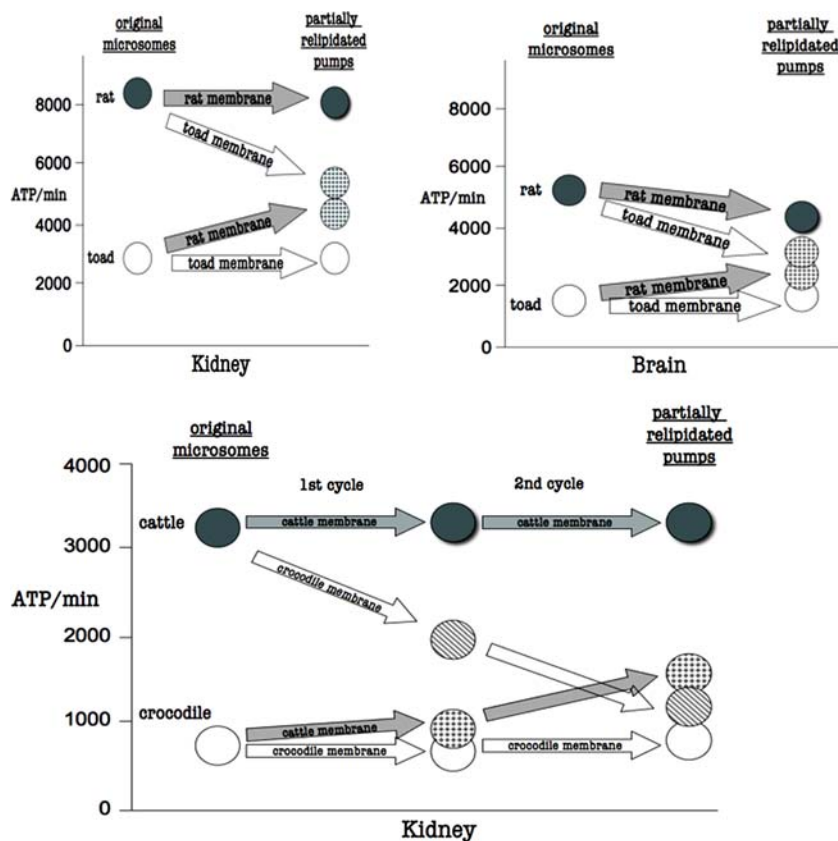 original
microsomes
partially
relipidated
pumps
8000
rat
rat membrane
toad membrane
6000
ATP/min
4000
rat membrane
toad
toad membrane
2000
0
Kidney
original
microsomes
partially
relipidated
pumps
8000
6000
rat
rat membrane
ATP/min
toad membrane
4000
rat membrane
2000
toad
toad membrane
0
Brain
original
microsomes
partially
relipidated
pumps
4000
1st cycle
2nd cycle
cattle
cattle membrane
cattle membrane
3000
crocodile membrane
ATP/min
2000
crocodile
1000
cattle membrane
crocodile membrane
crocodile membrane
0
Kidney